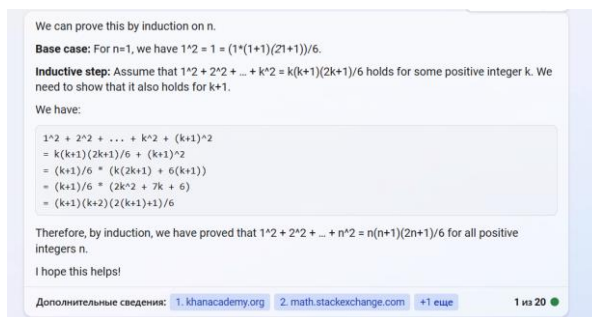 We can prove this by induction on n.
Base case: For n=1, we have 1^2 = 1 = (1*(1+1)(21+1))/6.
Inductive step: Assume that 1^2 + 2^2 + … + k^2 = k(k+1)(2k+1)/6 holds for some positive integer k. We
need to show that it also holds for k+1.
We have:
1^2 + 2^2 + ... + k^2 + (k+1)^2
= k(k+1)(2k+1)/6 + (k+1)^2
= (k+1)/6 * (k(2k+1) + 6(k+1))
= (k+1)/6 * (2k^2 + 7k + 6)
= (k+1)(k+2)(2(k+1)+1)/6
Therefore, by induction, we have proved that 1^2 + 2^2 + … + n^2 = n(n+1)(2n+1)/6 for all positive
integers n.
I hope this helps!
Дополнительные сведения: 1. khanacademy.org 2. math.stackexchange.com +1 еще 1 из 20